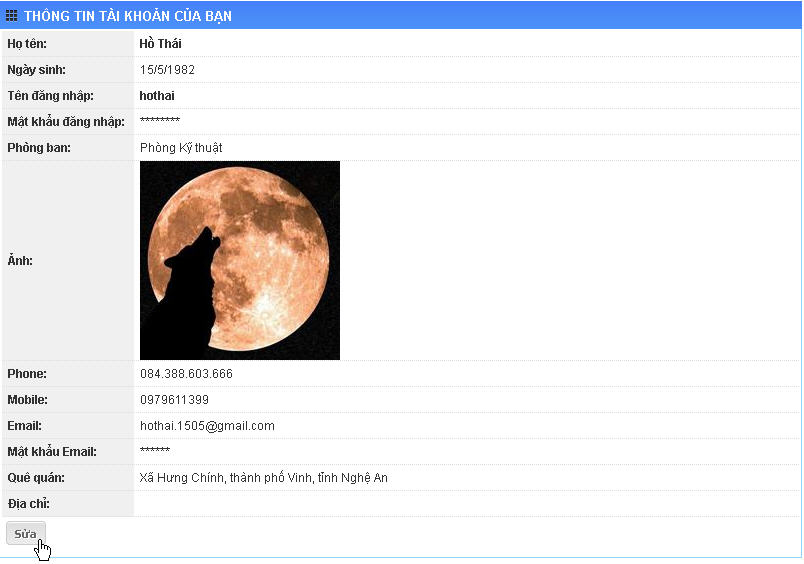 THÔNG TIN TÀI KHOẢN CỦA BẠN
Họ tên: Hồ Thái
Ngày sinh: 15/5/1982
Tên đăng nhập: hothai
Mật khẩu đăng nhập: ********
Phòng ban: Phòng Kỹ thuật
Ảnh:
Phone: 084.388.603.666
Mobile: 0979611399
Email: hothai.1505@gmail.com
Mật khẩu Email: ******
Quê quán: Xã Hưng Chính, thành phố Vinh, tỉnh Nghệ An
Địa chỉ:
Sửa